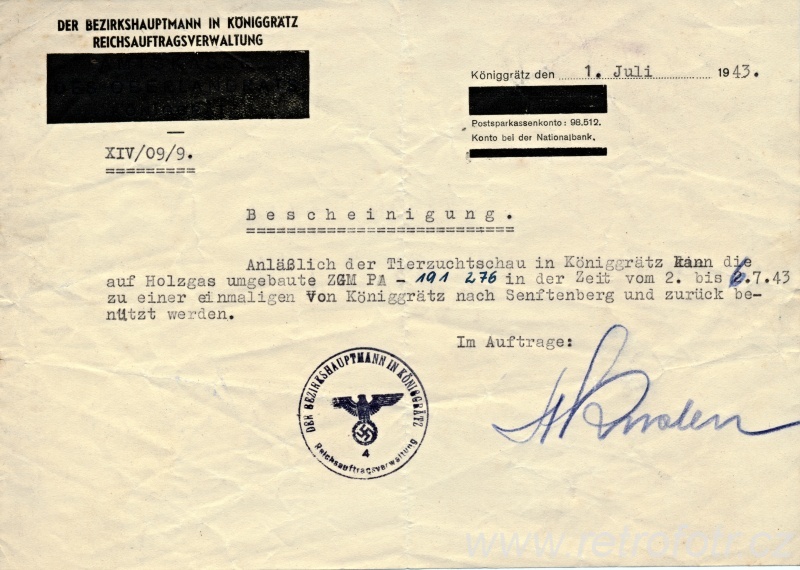 DER BEZIRKSHAUPTMANN IN KÖNIGGRÄTZ
REICHSAUFTRAGSVERWALTUNG
Königgrätz den 1. Juli 1943.
Postsparkassenkonto: 98.512.
Konto bei der Nationalbank.
XIV/09/9.
Bescheinigung.
Anläßlich der Tierzuchtschau in Königgrätz kann die
auf Holzgas umgebaute ZGM PA - 191 276 in der Zeit vom 2. bis 6.7.43
zu einer einmaligen von Königgrätz nach Senftenberg und zurück be-
nützt werden.
Im Auftrage:
DER BEZIRKSHAUPTMANN IN KÖNIGGRÄTZ
4
Reichsauftragsverwaltung
www.retrofotr.cz